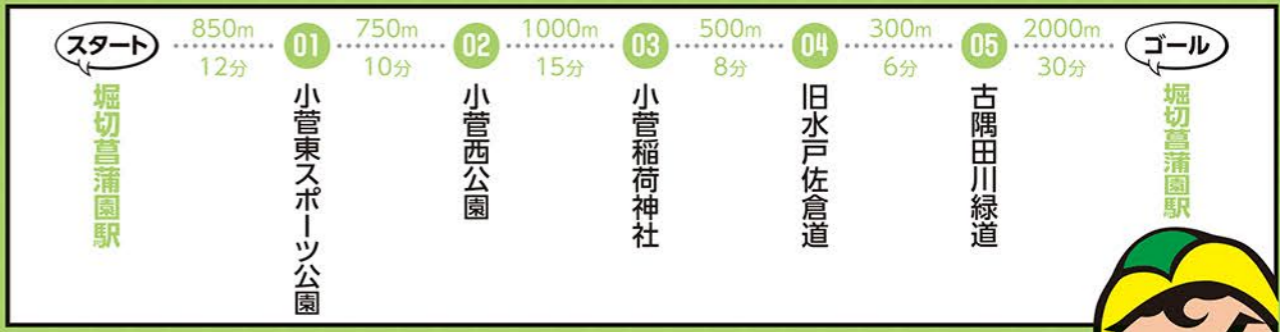 スタート
850m
12分
01
750m
10分
02
1000m
15分
03
500m
8分
04
300m
6分
05
2000m
30分
ゴール
堀切菖蒲園駅
小菅東スポーツ公園
小菅西公園
小菅稲荷神社
旧水戸佐倉道
古隅田川緑道
堀切菖蒲園駅